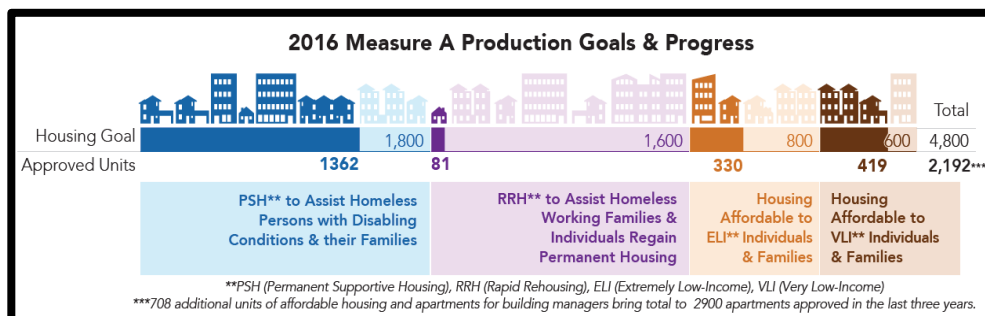 2016 Measure A Production Goals & Progress
Total
Housing Goal 1,800 1,600 800 600 4,800
Approved Units 1362 81 330 419 2,192***
PSH** to Assist Homeless
Persons with Disabling
Conditions & their Families
RRH** to Assist Homeless
Working Families &
Individuals Regain
Permanent Housing
Housing
Affordable to
ELI** Individuals
& Families
Housing
Affordable to
VLI** Individuals
& Families
**PSH (Permanent Supportive Housing), RRH (Rapid Rehousing), ELI (Extremely Low-Income), VLI (Very Low-Income)
***708 additional units of affordable housing and apartments for building managers bring total to 2900 apartments approved in the last three years.